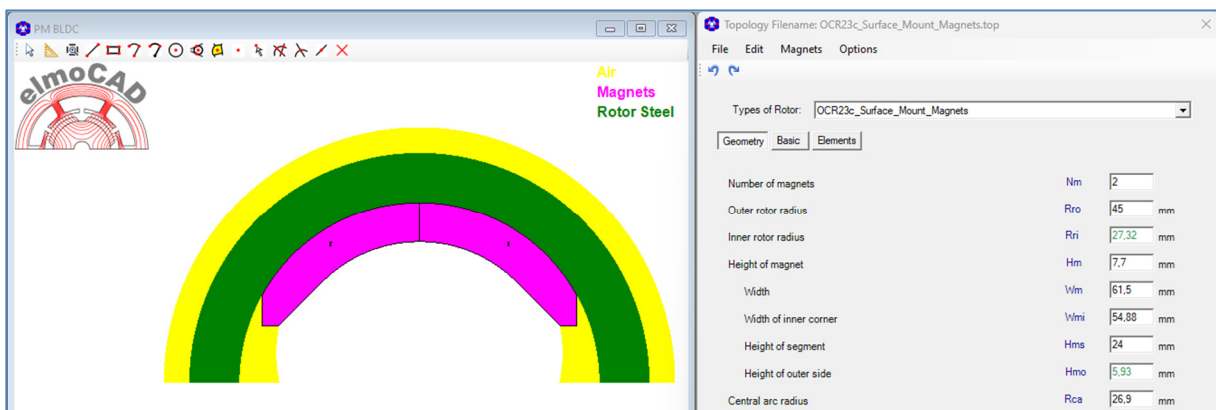 PM BLDC
elmoCAD
Air
Magnets
Rotor Steel
Topology Filename: OCR23c_Surface_Mount_Magnets.top
File Edit Magnets Options
Types of Rotor: OCR23c_Surface_Mount_Magnets
Geometry Basic Elements
Number of magnets Nm 2
Outer rotor radius Rro 45 mm
Inner rotor radius Rri 27,32 mm
Height of magnet Hm 7,7 mm
Width Wm 61,5 mm
Width of inner corner Wmi 54,88 mm
Height of segment Hms 24 mm
Height of outer side Hmo 5,93 mm
Central arc radius Rca 26,9 mm